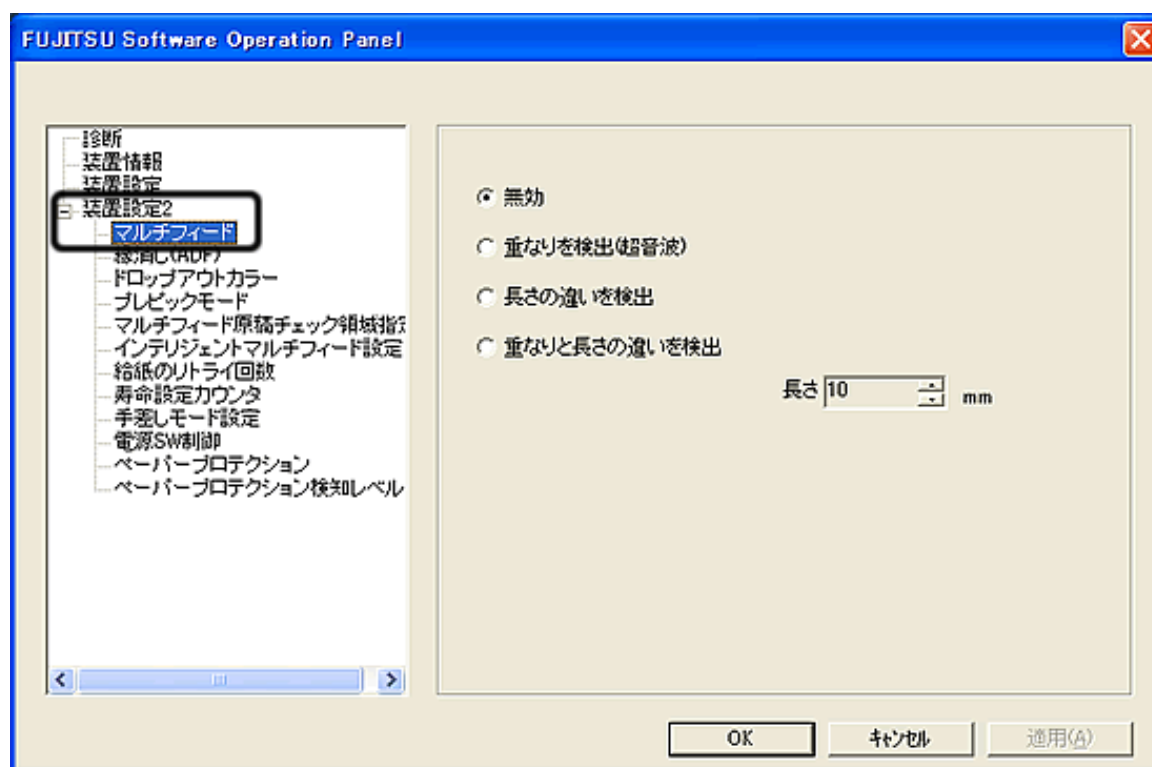 FUJITSU Software Operation Panel
診断
装置情報
装置設定
装置設定2
マルチフィード
縁消し(ADF)
ドロップアウトカラー
プレピックモード
マルチフィード原稿チェック領域指定
インテリジェントマルチフィード設定
給紙のリトライ回数
寿命設定カウンタ
手差しモード設定
電源SW制御
ペーパープロテクション
ペーパープロテクション検知レベル
無効
重なりを検出(超音波)
長さの違いを検出
重なりと長さの違いを検出
長さ 10 mm
OK キャンセル 適用(A)